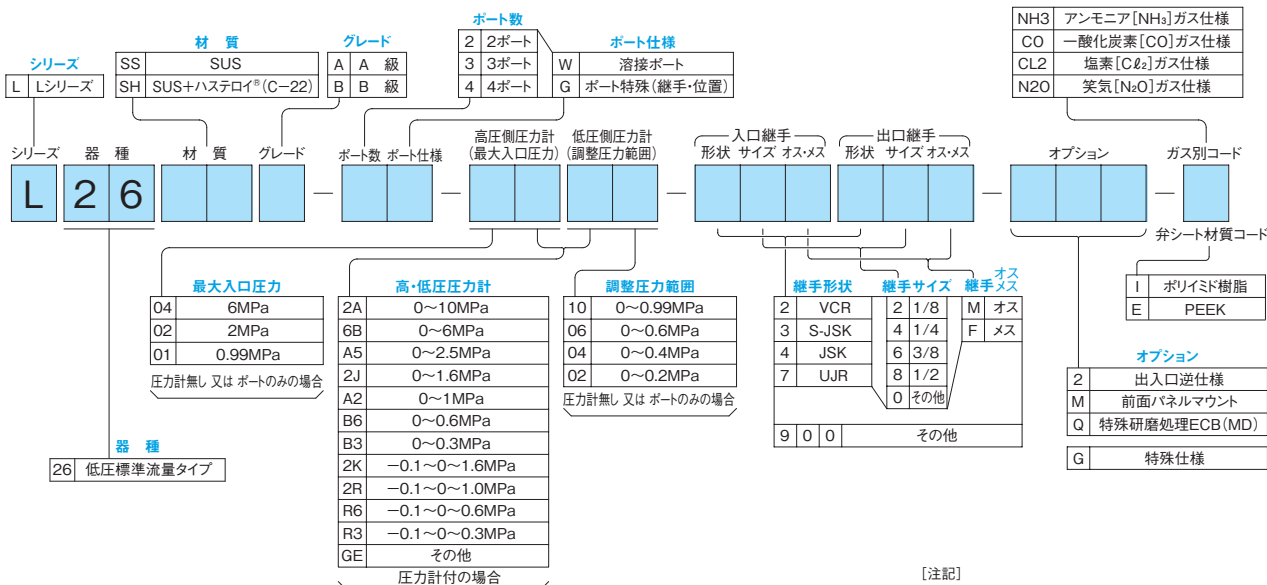 シリーズ
L Lシリーズ
材 質
SS SUS
SH SUS+ハステロイ®(C−22)
グレード
A A 級
B B 級
ポート数
2 2ポート
3 3ポート
4 4ポート
ポート仕様
W 溶接ポート
G ポート特殊(継手・位置)
NH3 アンモニア[NH₃]ガス仕様
CO 一酸化炭素[CO]ガス仕様
CL2 塩素[Cℓ₂]ガス仕様
N2O 笑気[N₂O]ガス仕様
シリーズ 器 種 材 質 グレード ポート数 ポート仕様
高圧側圧力計
(最大入口圧力)
低圧側圧力計
(調整圧力範囲)
入口継手
形状 サイズ オス・メス
出口継手
形状 サイズ オス・メス
オプション
ガス別コード
L 2 6 − − − − −
弁シート材質コード
I ポリイミド樹脂
E PEEK
最大入口圧力
04 6MPa
02 2MPa
01 0.99MPa
圧力計無し 又は ポートのみの場合
高・低圧圧力計
2A 0〜10MPa
6B 0〜6MPa
A5 0〜2.5MPa
2J 0〜1.6MPa
A2 0〜1MPa
B6 0〜0.6MPa
B3 0〜0.3MPa
2K −0.1〜0〜1.6MPa
2R −0.1〜0〜1.0MPa
R6 −0.1〜0〜0.6MPa
R3 −0.1〜0〜0.3MPa
GE その他
圧力計付の場合
調整圧力範囲
10 0〜0.99MPa
06 0〜0.6MPa
04 0〜0.4MPa
02 0〜0.2MPa
圧力計無し 又は ポートのみの場合
継手形状
2 VCR
3 S-JSK
4 JSK
7 UJR
継手サイズ
2 1/8
4 1/4
6 3/8
8 1/2
0 その他
継手 オス メス
M オス
F メス
9 0 0 その他
オプション
2 出入口逆仕様
M 前面パネルマウント
Q 特殊研磨処理ECB(MD)
G 特殊仕様
器 種
26 低圧標準流量タイプ
[注記]